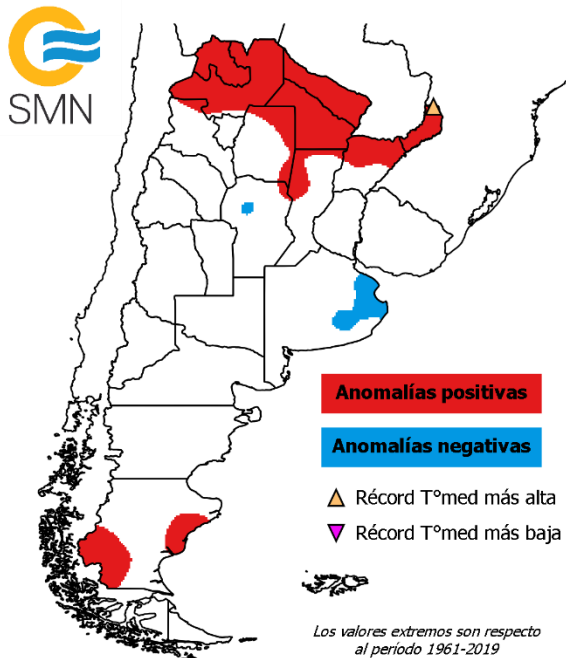 SMN
Anomalías positivas
Anomalías negativas
Récord T°med más alta
Récord T°med más baja
Los valores extremos son respecto
al período 1961-2019